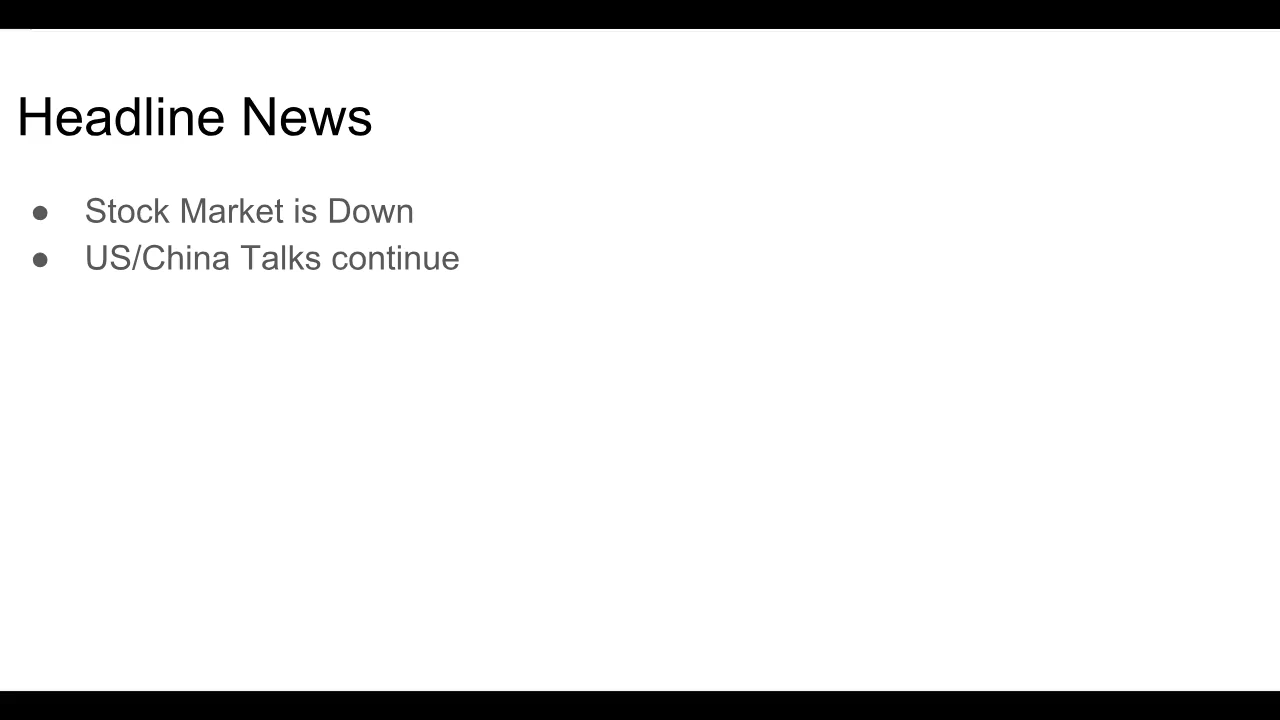 Headline News
● Stock Market is Down
● US/China Talks continue